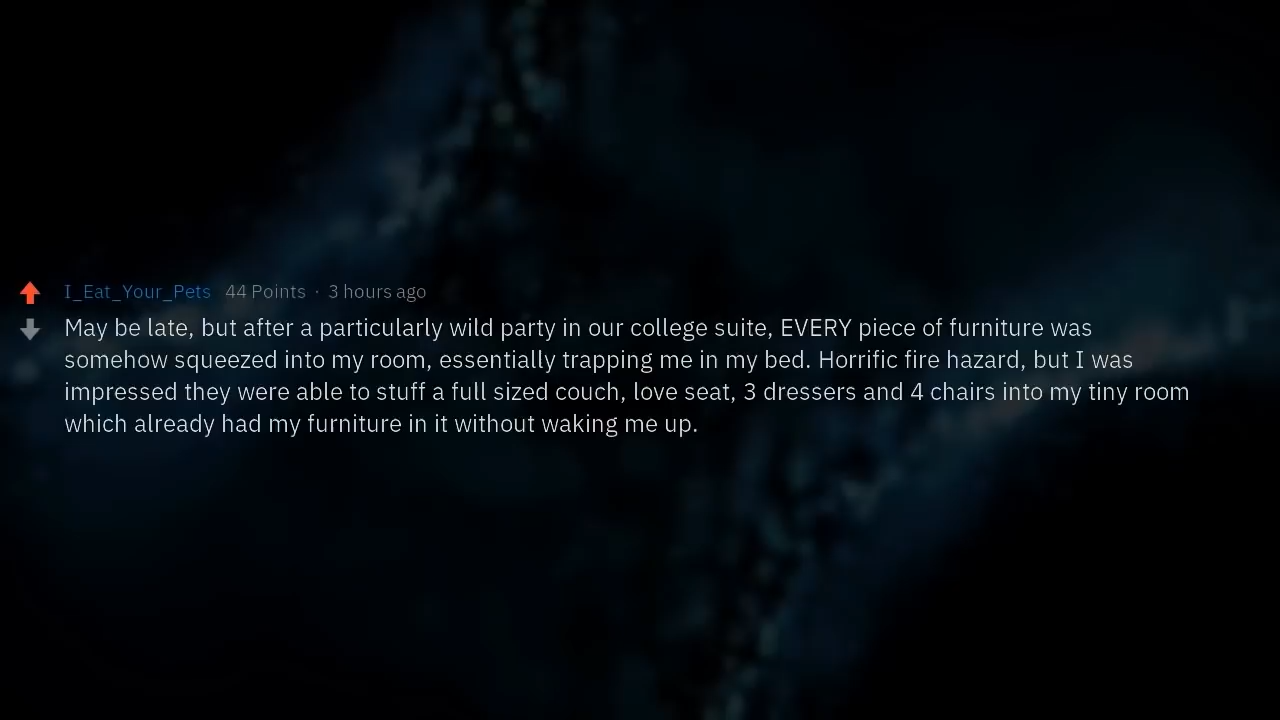 I_Eat_Your_Pets 44 Points · 3 hours ago
May be late, but after a particularly wild party in our college suite, EVERY piece of furniture was
somehow squeezed into my room, essentially trapping me in my bed. Horrific fire hazard, but I was
impressed they were able to stuff a full sized couch, love seat, 3 dressers and 4 chairs into my tiny room
which already had my furniture in it without waking me up.